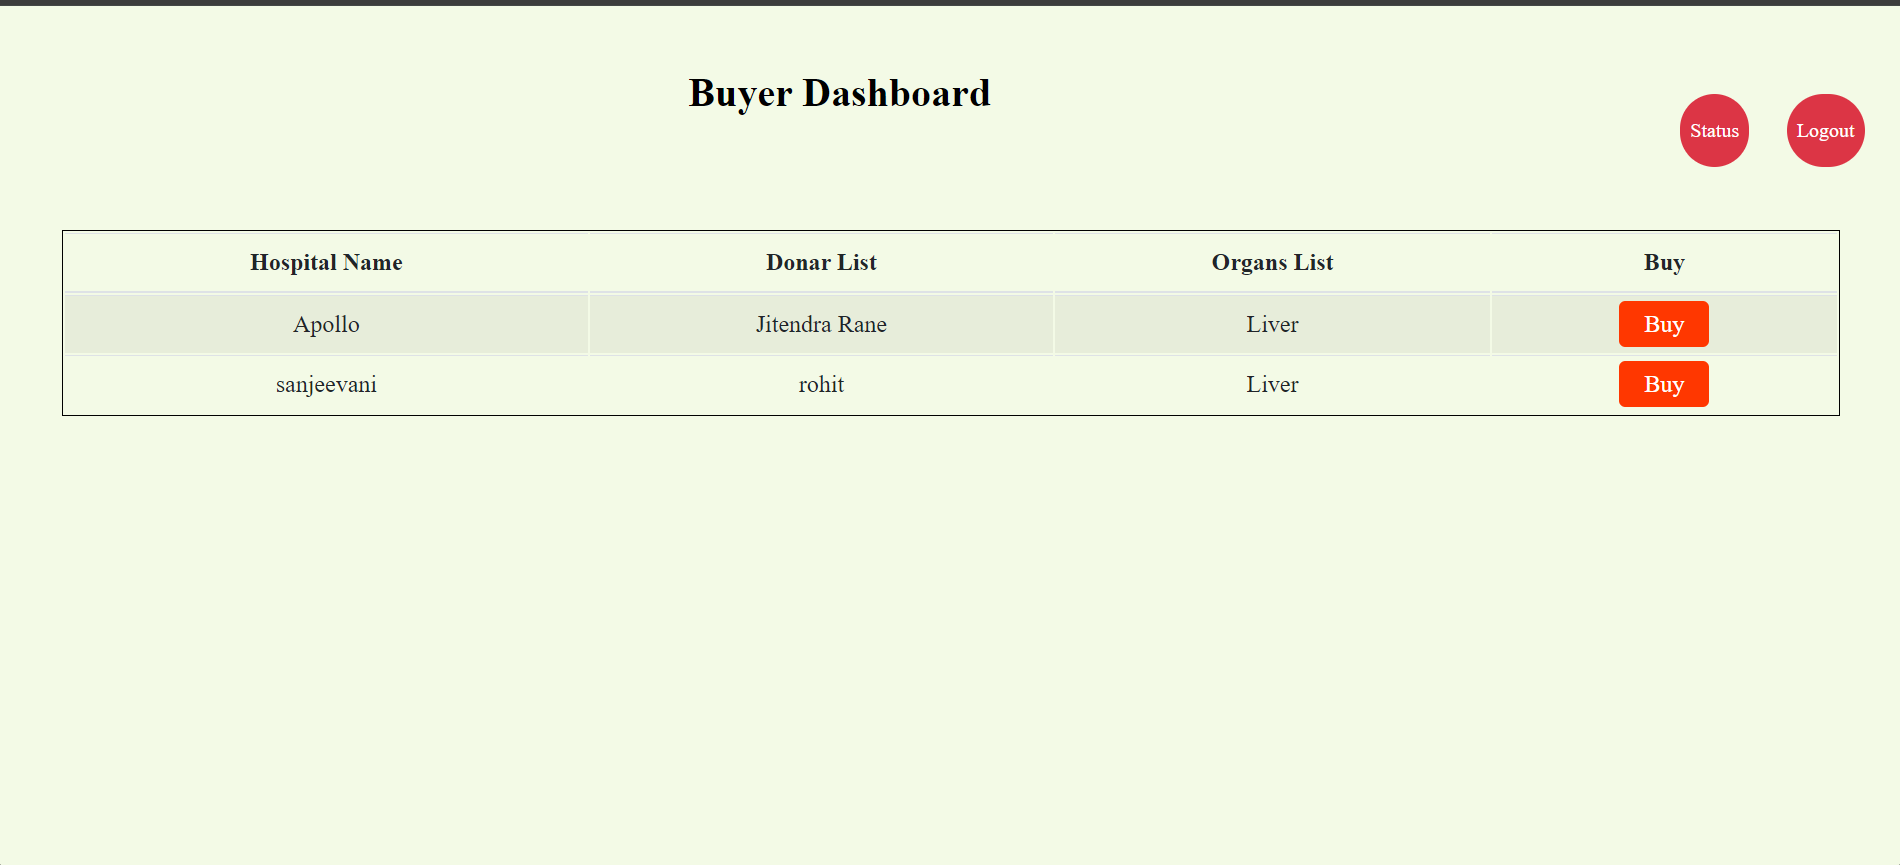 Buyer Dashboard
Status Logout
Hospital Name Donar List Organs List Buy
Apollo Jitendra Rane Liver Buy
sanjeevani rohit Liver Buy